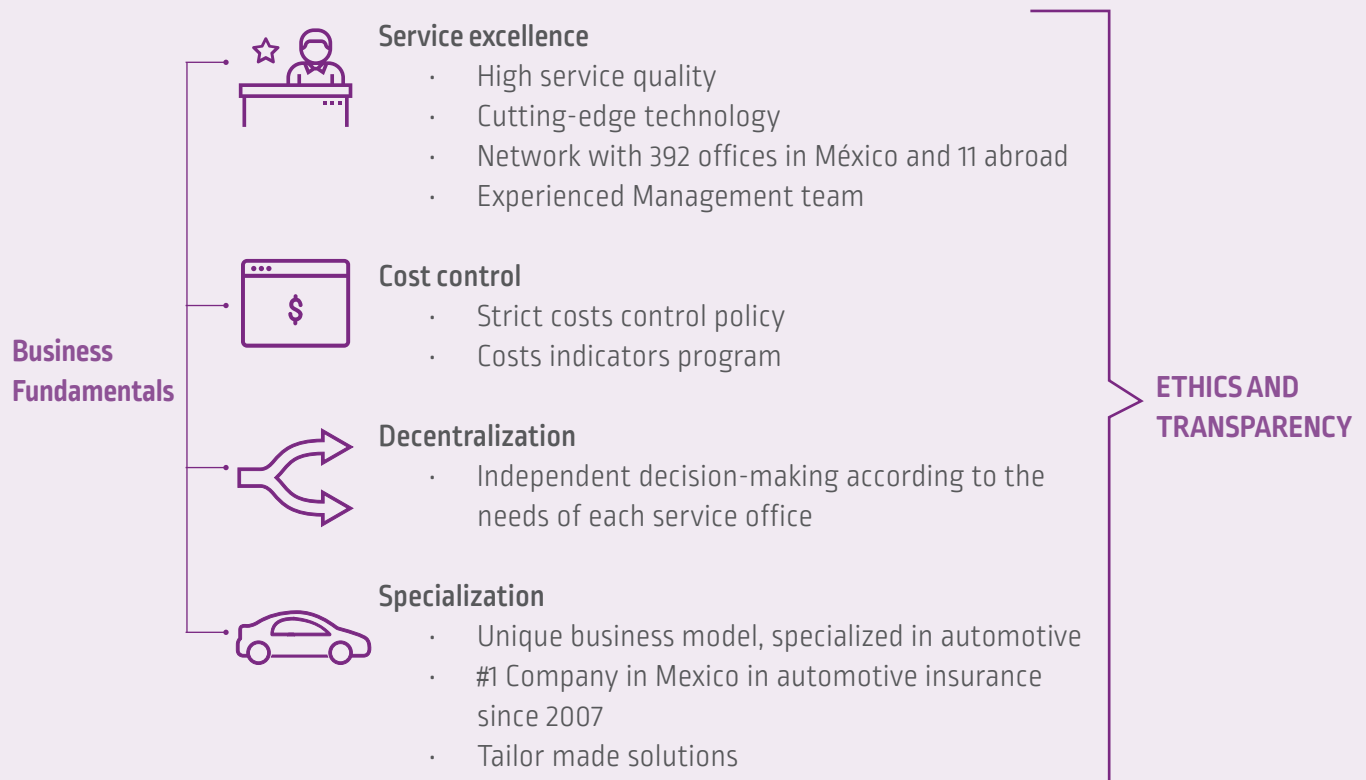 Business
Fundamentals
Service excellence
· High service quality
· Cutting-edge technology
· Network with 392 offices in México and 11 abroad
· Experienced Management team
$
Cost control
· Strict costs control policy
· Costs indicators program
Decentralization
· Independent decision-making according to the
needs of each service office
Specialization
· Unique business model, specialized in automotive
· #1 Company in Mexico in automotive insurance
since 2007
· Tailor made solutions
ETHICS AND
TRANSPARENCY